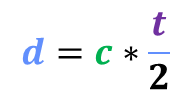 d = c * t/2